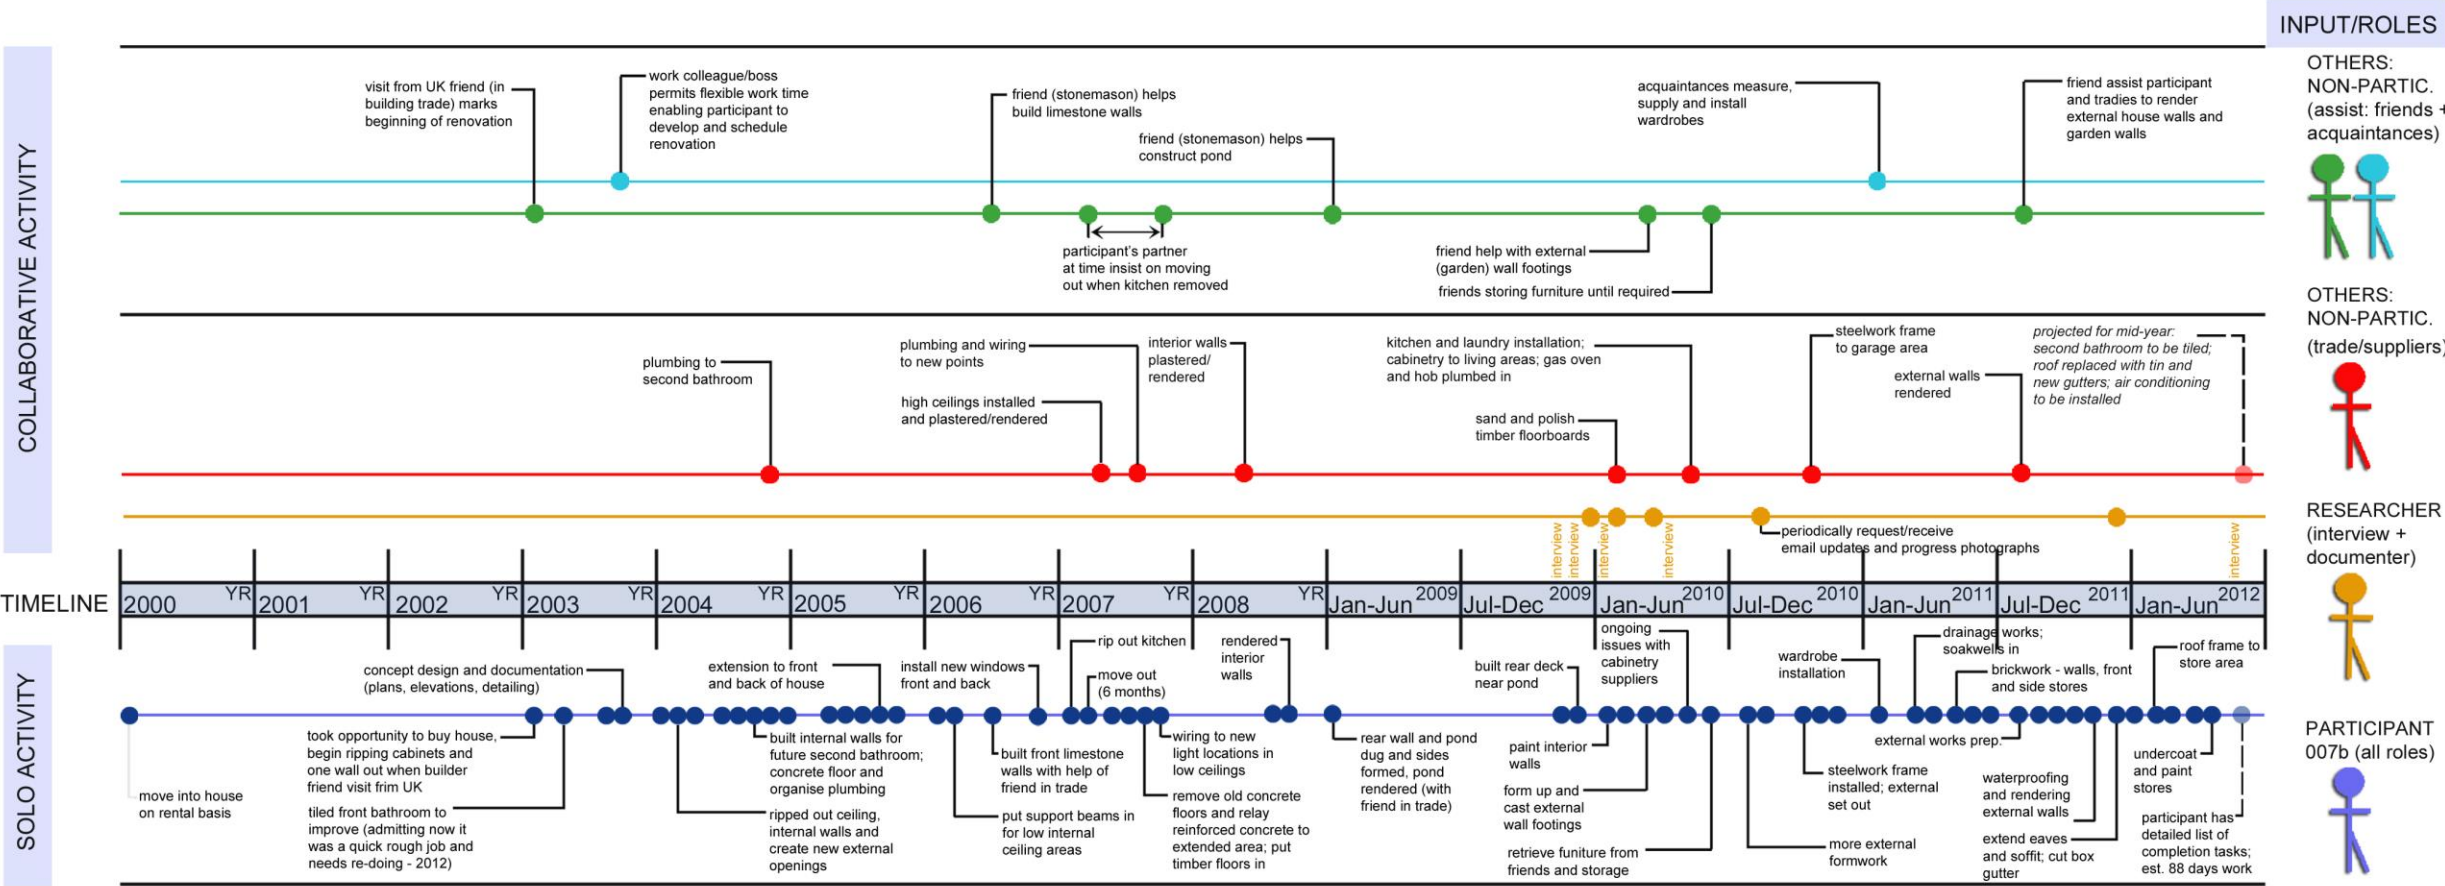 INPUT/ROLES
COLLABORATIVE ACTIVITY
visit from UK friend (in
building trade) marks
beginning of renovation
work colleague/boss
permits flexible work time
enabling participant to
develop and schedule
renovation
friend (stonemason) helps
build limestone walls
friend (stonemason) helps
construct pond
acquaintances measure,
supply and install
wardrobes
friend assist participant
and tradies to render
external house walls and
garden walls
OTHERS:
NON-PARTIC.
(assist: friends +
acquaintances)
participant's partner
at time insist on moving
out when kitchen removed
friend help with external
(garden) wall footings
friends storing furniture until required
plumbing to
second bathroom
plumbing and wiring
to new points
high ceilings installed
and plastered/rendered
interior walls
plastered/
rendered
kitchen and laundry installation;
cabinetry to living areas; gas oven
and hob plumbed in
sand and polish
timber floorboards
steelwork frame
to garage area
external walls
rendered
projected for mid-year:
second bathroom to be tiled;
roof replaced with tin and
new gutters; air conditioning
to be installed
OTHERS:
NON-PARTIC.
(trade/suppliers)
interview
interview
interview
interview
periodically request/receive
email updates and progress photographs
interview
RESEARCHER
(interview +
documenter)
TIMELINE
2000 YR
2001 YR
2002 YR
2003 YR
2004 YR
2005 YR
2006 YR
2007 YR
2008 YR
Jan-Jun 2009
Jul-Dec 2009
Jan-Jun 2010
Jul-Dec 2010
Jan-Jun 2011
Jul-Dec 2011
Jan-Jun 2012
SOLO ACTIVITY
concept design and documentation
(plans, elevations, detailing)
extension to front
and back of house
install new windows
front and back
rip out kitchen
move out
(6 months)
rendered
interior
walls
built rear deck
near pond
ongoing
issues with
cabinetry
suppliers
wardrobe
installation
drainage works;
soakwells in
brickwork - walls, front
and side stores
roof frame to
store area
move into house
on rental basis
took opportunity to buy house,
begin ripping cabinets and
one wall out when builder
friend visit frim UK
tiled front bathroom to
improve (admitting now it
was a quick rough job and
needs re-doing - 2012)
built internal walls for
future second bathroom;
concrete floor and
organise plumbing
ripped out ceiling,
internal walls and
create new external
openings
built front limestone
walls with help of
friend in trade
put support beams in
for low internal
ceiling areas
wiring to new
light locations in
low ceilings
remove old concrete
floors and relay
reinforced concrete to
extended area; put
timber floors in
rear wall and pond
dug and sides
formed, pond
rendered (with
friend in trade)
paint interior
walls
form up and
cast external
wall footings
retrieve funiture from
friends and storage
steelwork frame
installed; external
set out
more external
formwork
external works prep.
waterproofing
and rendering
external walls
extend eaves
and soffit; cut box
gutter
undercoat
and paint
stores
participant has
detailed list of
completion tasks;
est. 88 days work
PARTICIPANT
007b (all roles)